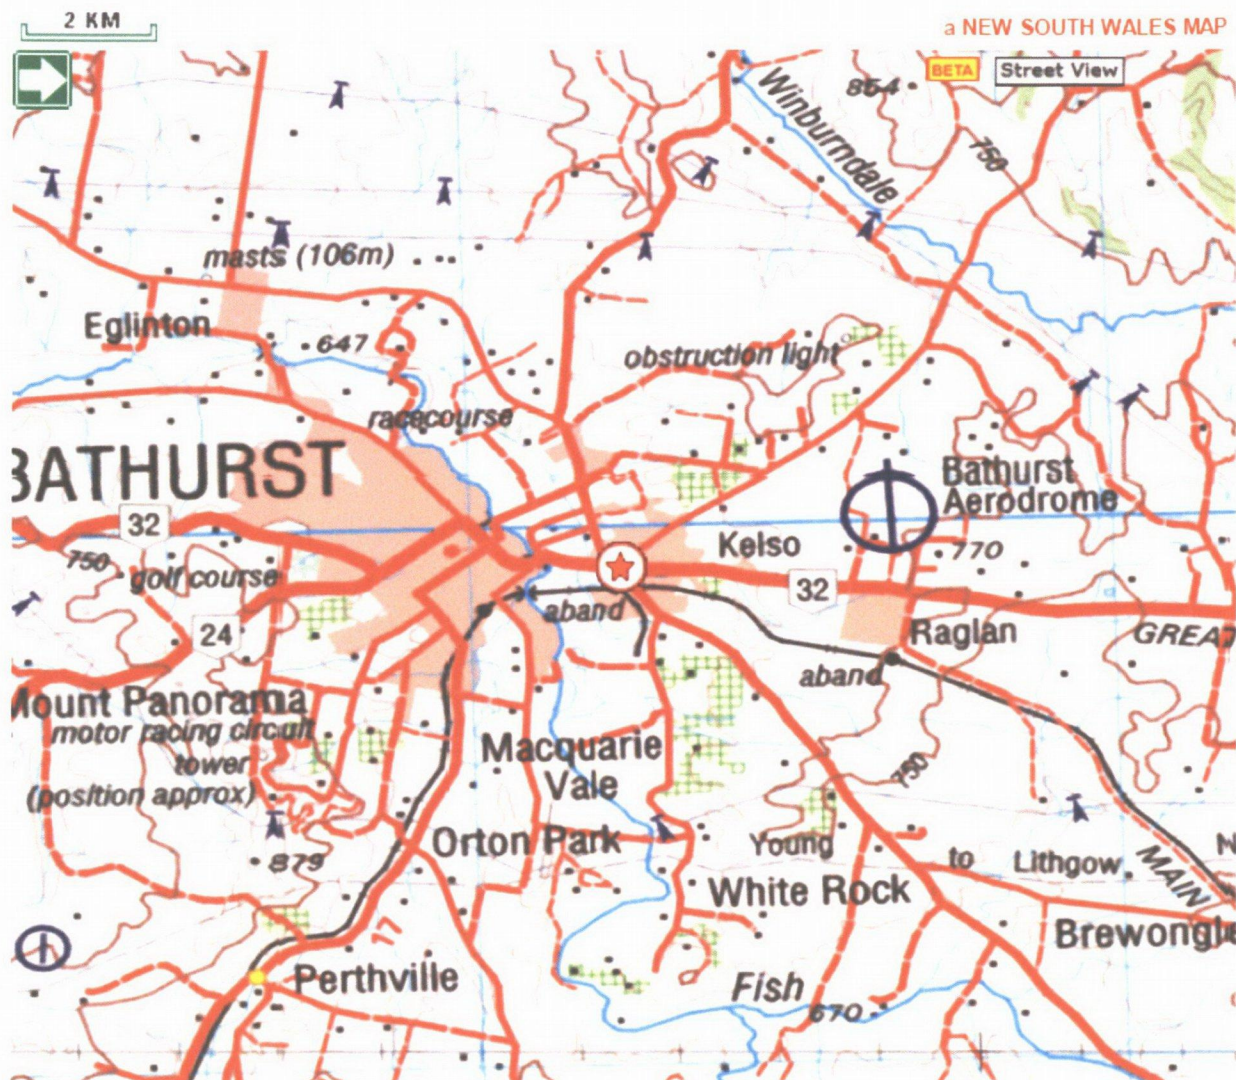 2 KM
a NEW SOUTH WALES MAP
BETA
Street View
Winburndale
854
750
masts (106m)
Eglinton
647
obstruction light
racecourse
BATHURST
32
Bathurst
Aerodrome
Kelso
770
750
golf course
32
aband
24
Raglan
GREAT
aband
Mount Panorama
motor racing circuit
tower
(position approx)
Macquarie
Vale
750
Orton Park
Young
to
Lithgow
MAIN
879
White Rock
Brewongle
17
Perthville
Fish
670